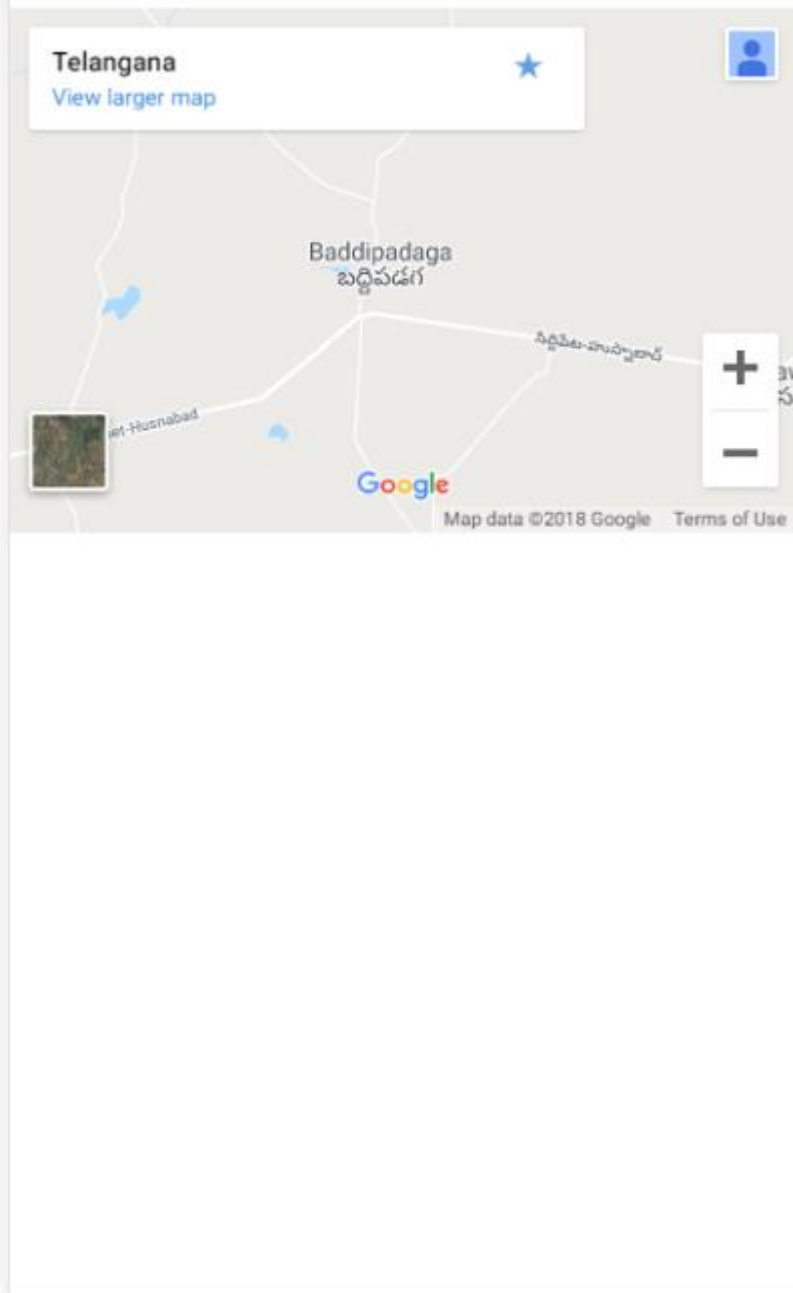 Telangana
View larger map
Baddipadaga
బద్దిపడగ
సిద్దిపేట-హుస్నాబాద్
et-Husnabad
Google
Map data ©2018 Google Terms of Use